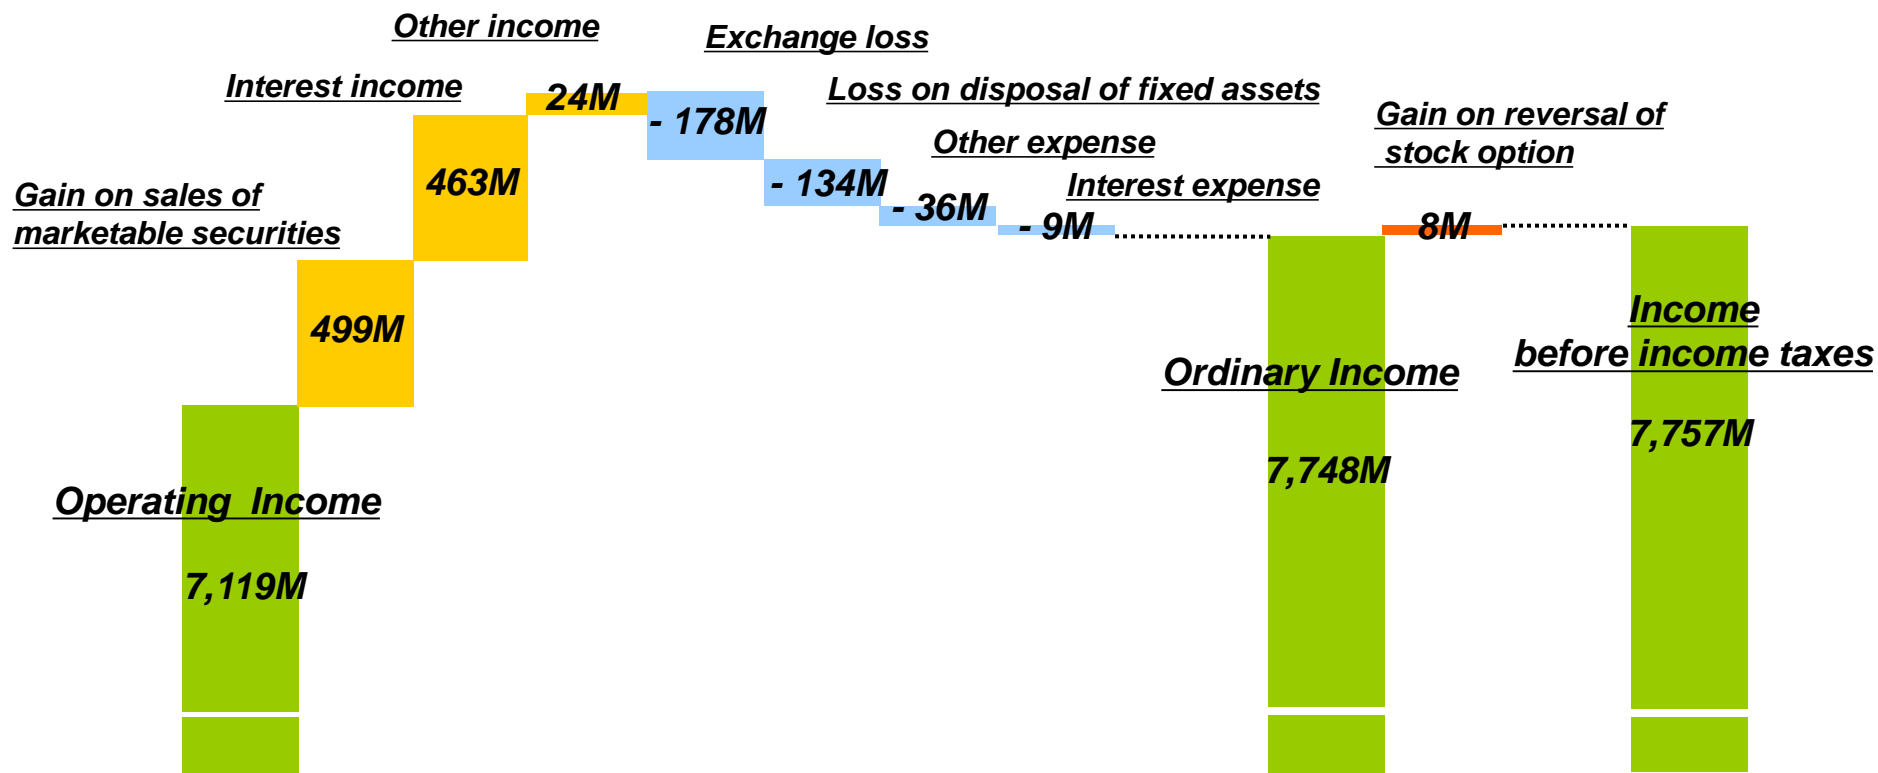 Other income
Exchange loss
Interest income
24M
Loss on disposal of fixed assets
- 178M
Gain on reversal of
stock option
Other expense
463M
- 134M
Interest expense
Gain on sales of
marketable securities
- 36M
- 9M
8M
499M
Income
before income taxes
Ordinary Income
7,757M
7,748M
Operating Income
7,119M